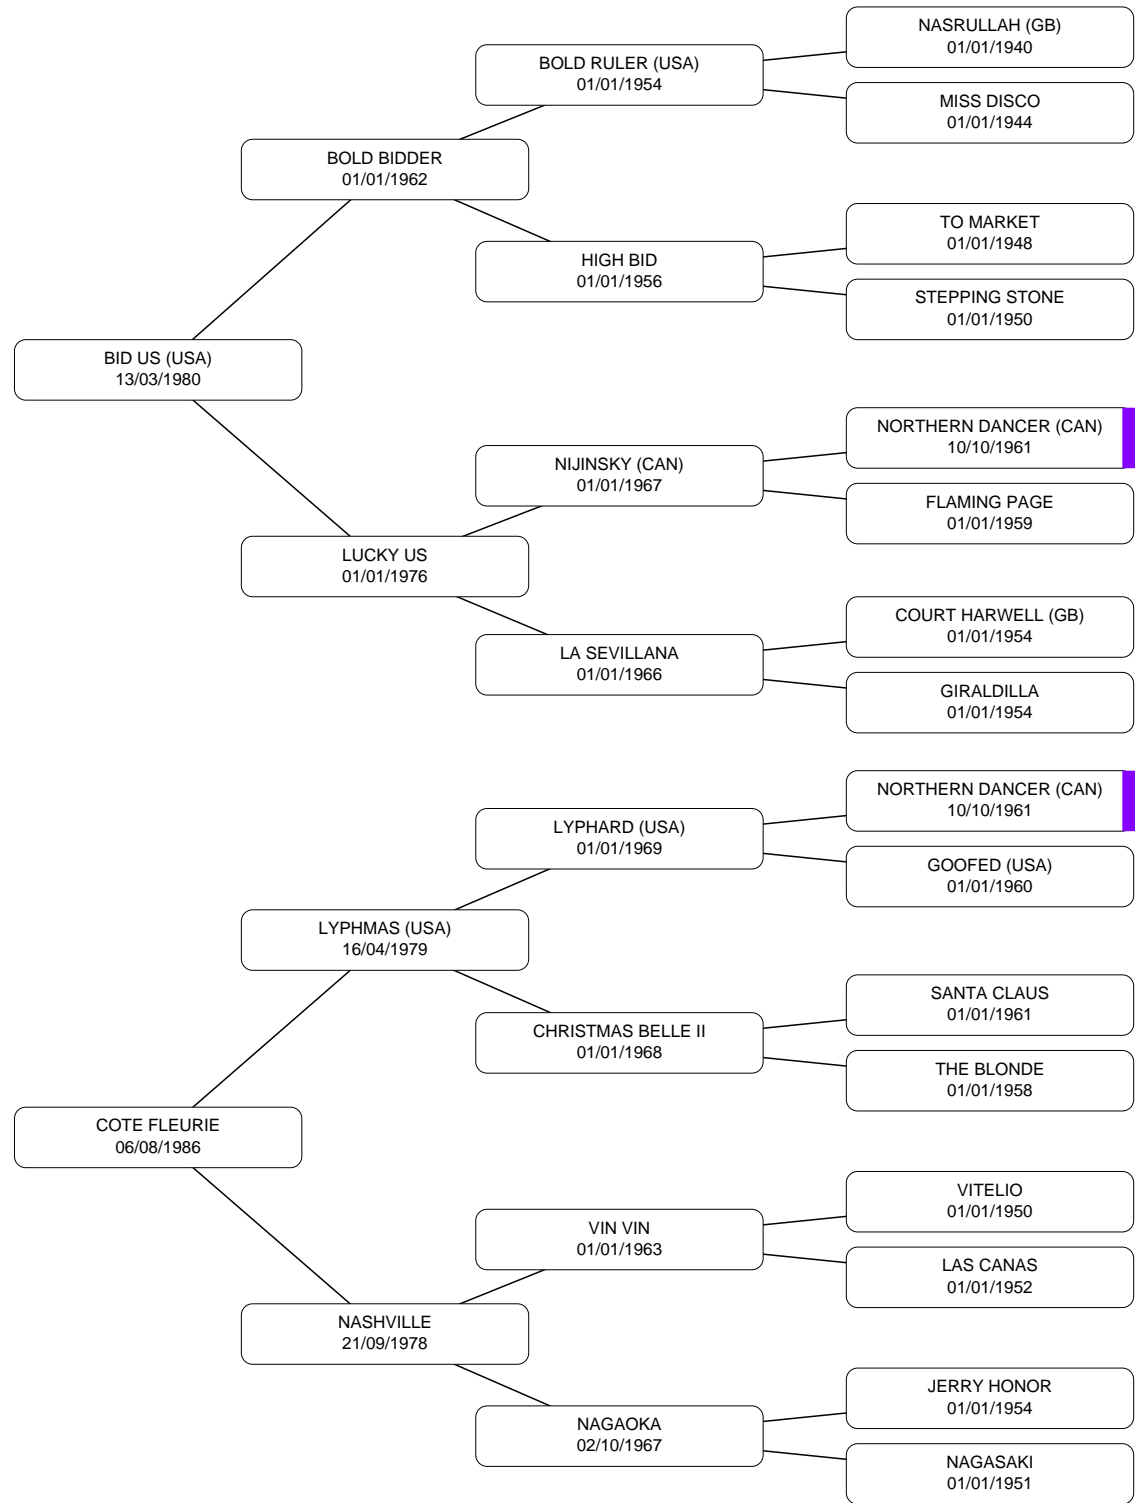 NASRULLAH (GB)
01/01/1940
BOLD RULER (USA)
01/01/1954
MISS DISCO
01/01/1944
BOLD BIDDER
01/01/1962
TO MARKET
01/01/1948
HIGH BID
01/01/1956
STEPPING STONE
01/01/1950
BID US (USA)
13/03/1980
NORTHERN DANCER (CAN)
10/10/1961
NIJINSKY (CAN)
01/01/1967
FLAMING PAGE
01/01/1959
LUCKY US
01/01/1976
COURT HARWELL (GB)
01/01/1954
LA SEVILLANA
01/01/1966
GIRALDILLA
01/01/1954
NORTHERN DANCER (CAN)
10/10/1961
LYPHARD (USA)
01/01/1969
GOOFED (USA)
01/01/1960
LYPHMAS (USA)
16/04/1979
SANTA CLAUS
01/01/1961
CHRISTMAS BELLE II
01/01/1968
THE BLONDE
01/01/1958
COTE FLEURIE
06/08/1986
VITELIO
01/01/1950
VIN VIN
01/01/1963
LAS CANAS
01/01/1952
NASHVILLE
21/09/1978
JERRY HONOR
01/01/1954
NAGAOKA
02/10/1967
NAGASAKI
01/01/1951